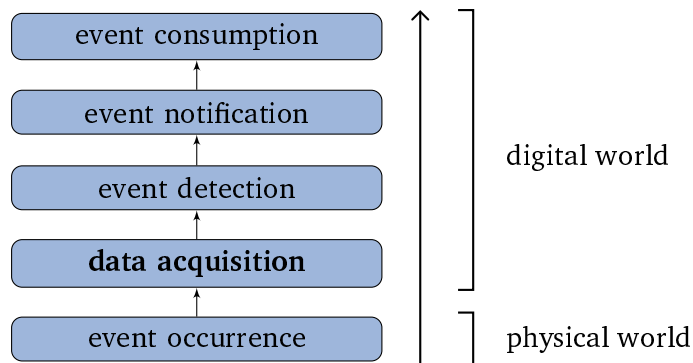 event consumption
event notification
digital world
event detection
data acquisition
event occurrence
physical world